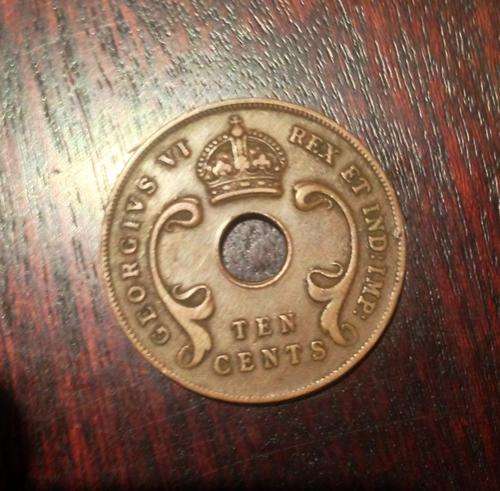 GEORGIVS VI REX ET IND: IMP:
TEN
CENTS